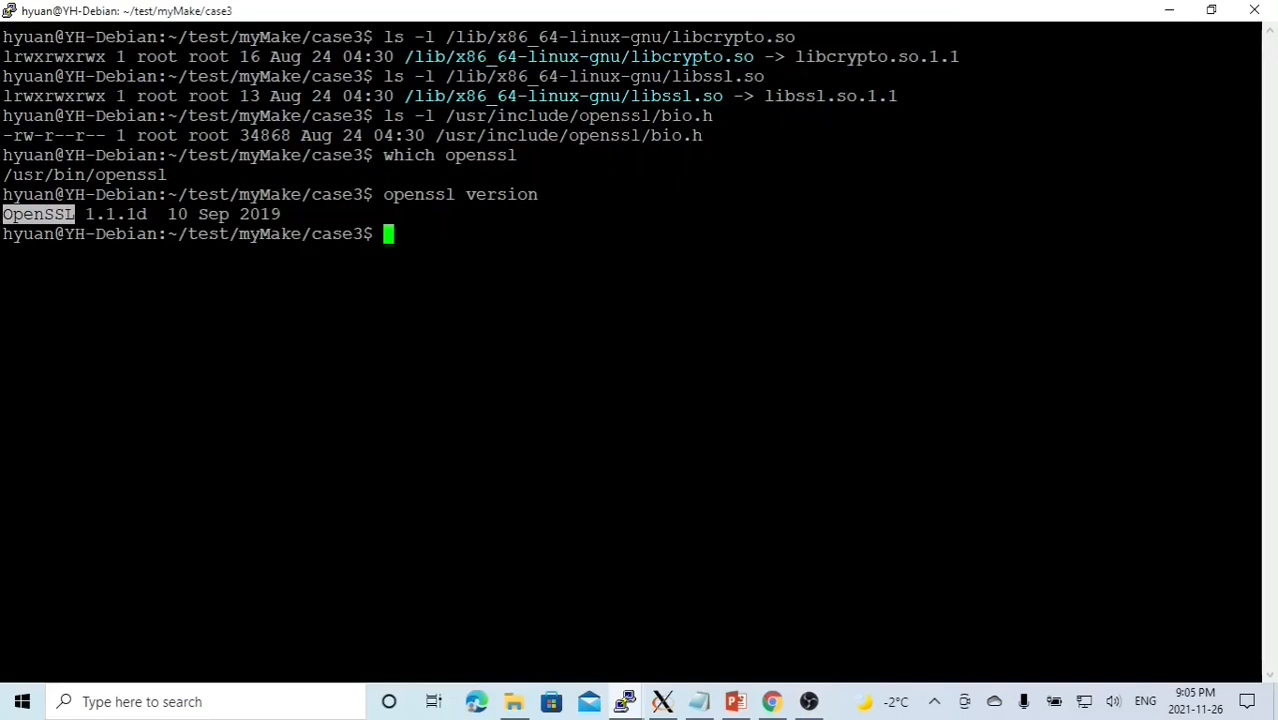 hyuan@YH-Debian: ~/test/myMake/case3
hyuan@YH-Debian:~/test/myMake/case3$ ls -l /lib/x86_64-linux-gnu/libcrypto.so
lrwxrwxrwx 1 root root 16 Aug 24 04:30 /lib/x86_64-linux-gnu/libcrypto.so -> libcrypto.so.1.1
hyuan@YH-Debian:~/test/myMake/case3$ ls -l /lib/x86_64-linux-gnu/libssl.so
lrwxrwxrwx 1 root root 13 Aug 24 04:30 /lib/x86_64-linux-gnu/libssl.so -> libssl.so.1.1
hyuan@YH-Debian:~/test/myMake/case3$ ls -l /usr/include/openssl/bio.h
-rw-r--r-- 1 root root 34868 Aug 24 04:30 /usr/include/openssl/bio.h
hyuan@YH-Debian:~/test/myMake/case3$ which openssl
/usr/bin/openssl
hyuan@YH-Debian:~/test/myMake/case3$ openssl version
OpenSSL 1.1.1d  10 Sep 2019
hyuan@YH-Debian:~/test/myMake/case3$
Type here to search
-2°C
ENG
9:05 PM
2021-11-26